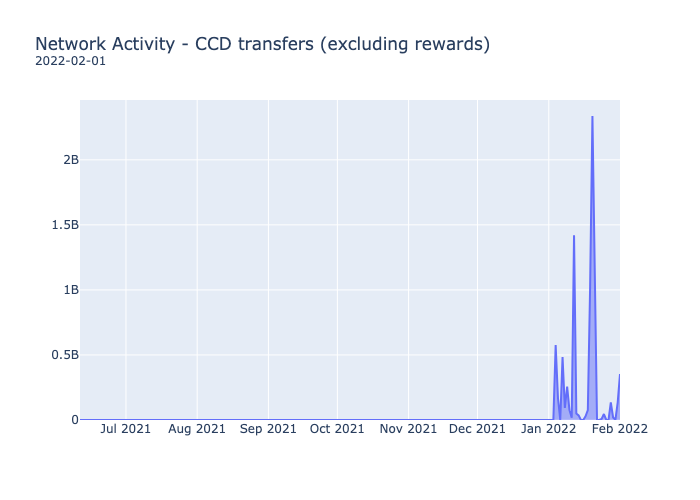 Network Activity - CCD transfers (excluding rewards)
2022-02-01
2B
1.5B
1B
0.5B
0
Jul 2021 Aug 2021 Sep 2021 Oct 2021 Nov 2021 Dec 2021 Jan 2022 Feb 2022